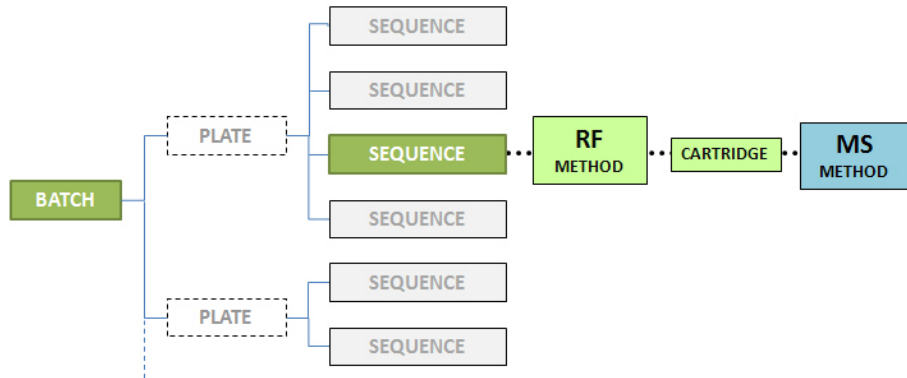 SEQUENCE
SEQUENCE
PLATE
SEQUENCE
RF
METHOD
CARTRIDGE
MS
METHOD
BATCH
SEQUENCE
SEQUENCE
PLATE
SEQUENCE